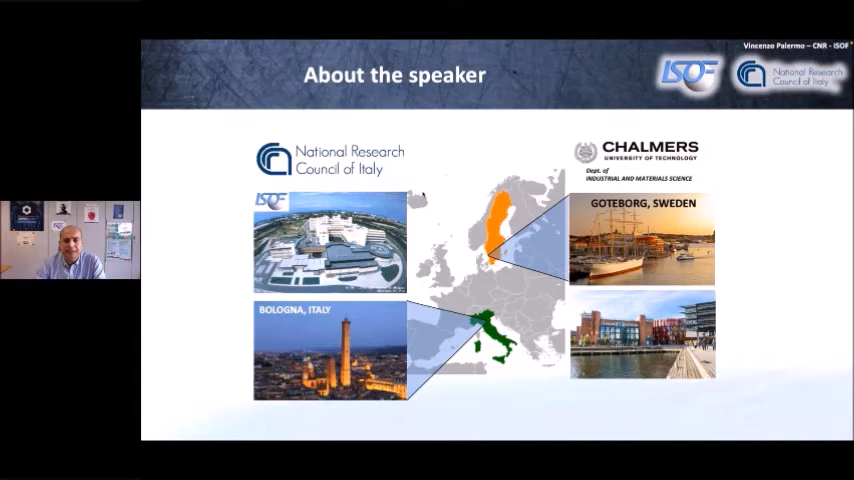 Vincenzo Palermo – CNR - ISOF
About the speaker
ISOF
National Research
Council of Italy
National Research
Council of Italy
CHALMERS
UNIVERSITY OF TECHNOLOGY
Dept. of
INDUSTRIAL AND MATERIALS SCIENCE
ISOF
GOTEBORG, SWEDEN
BOLOGNA, ITALY